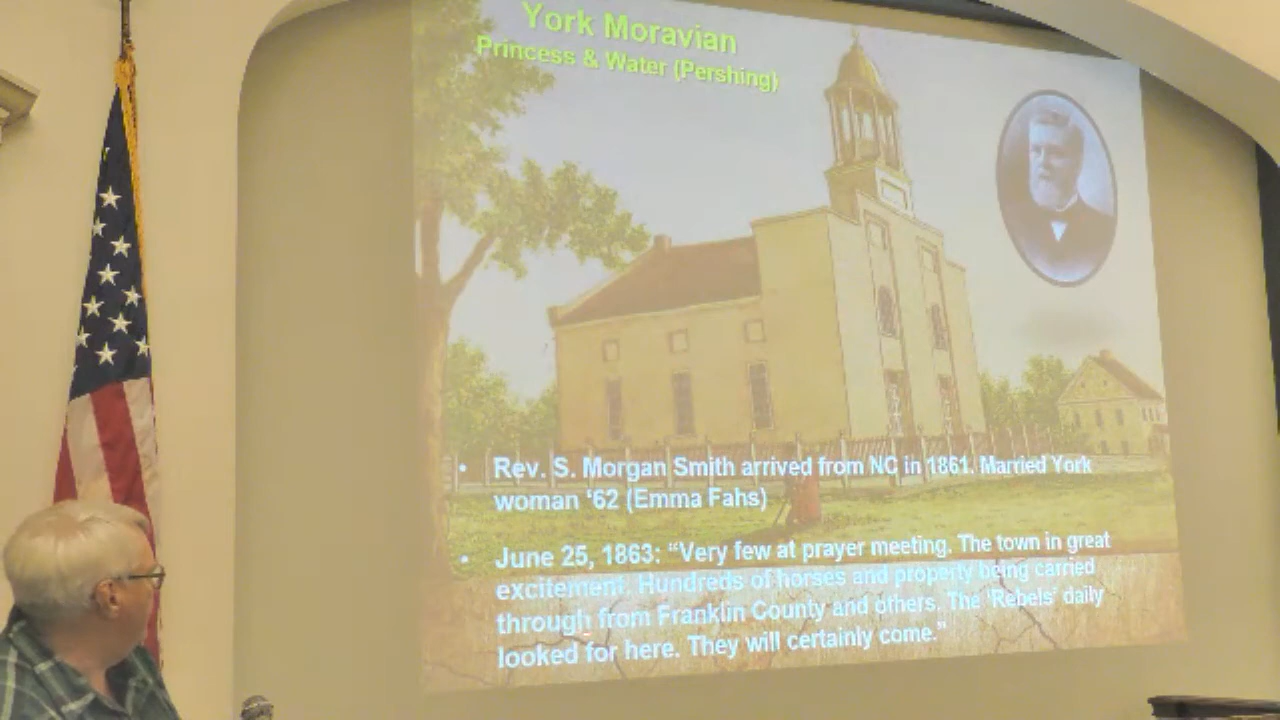 York Moravian
Princess & Water (Pershing)
• Rev. S. Morgan Smith arrived from NC in 1861. Married York
woman ‘62 (Emma Fahs)
• June 25, 1863: “Very few at prayer meeting. The town in great
excitement. Hundreds of horses and property being carried
through from Franklin County and others. The ‘Rebels’ daily
looked for here. They will certainly come.”